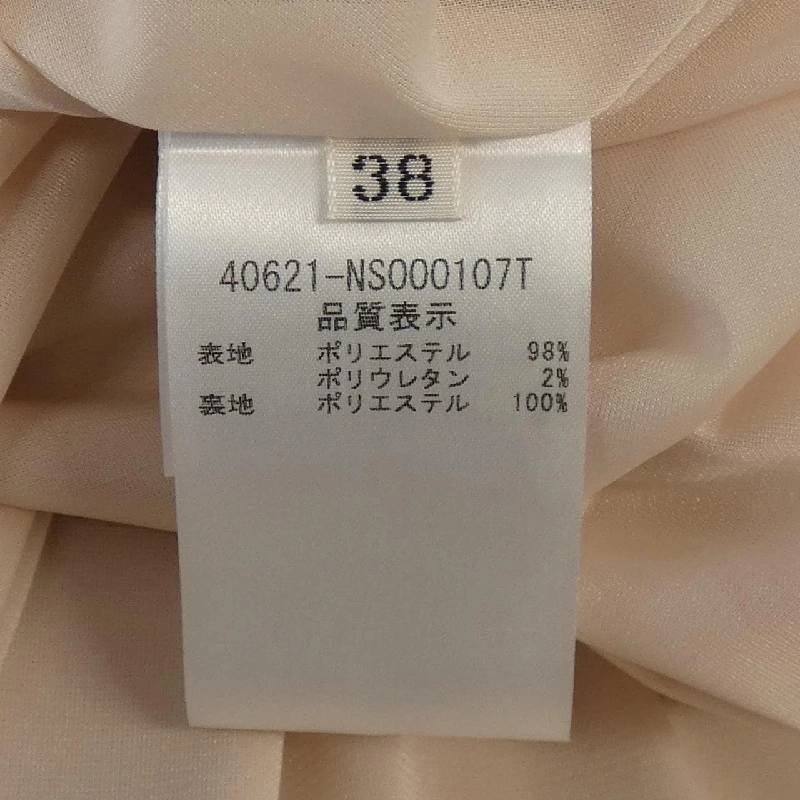 38
40621-NS000107T
品質表示
表地 ポリエステル 98%
ポリウレタン 2%
裏地 ポリエステル 100%